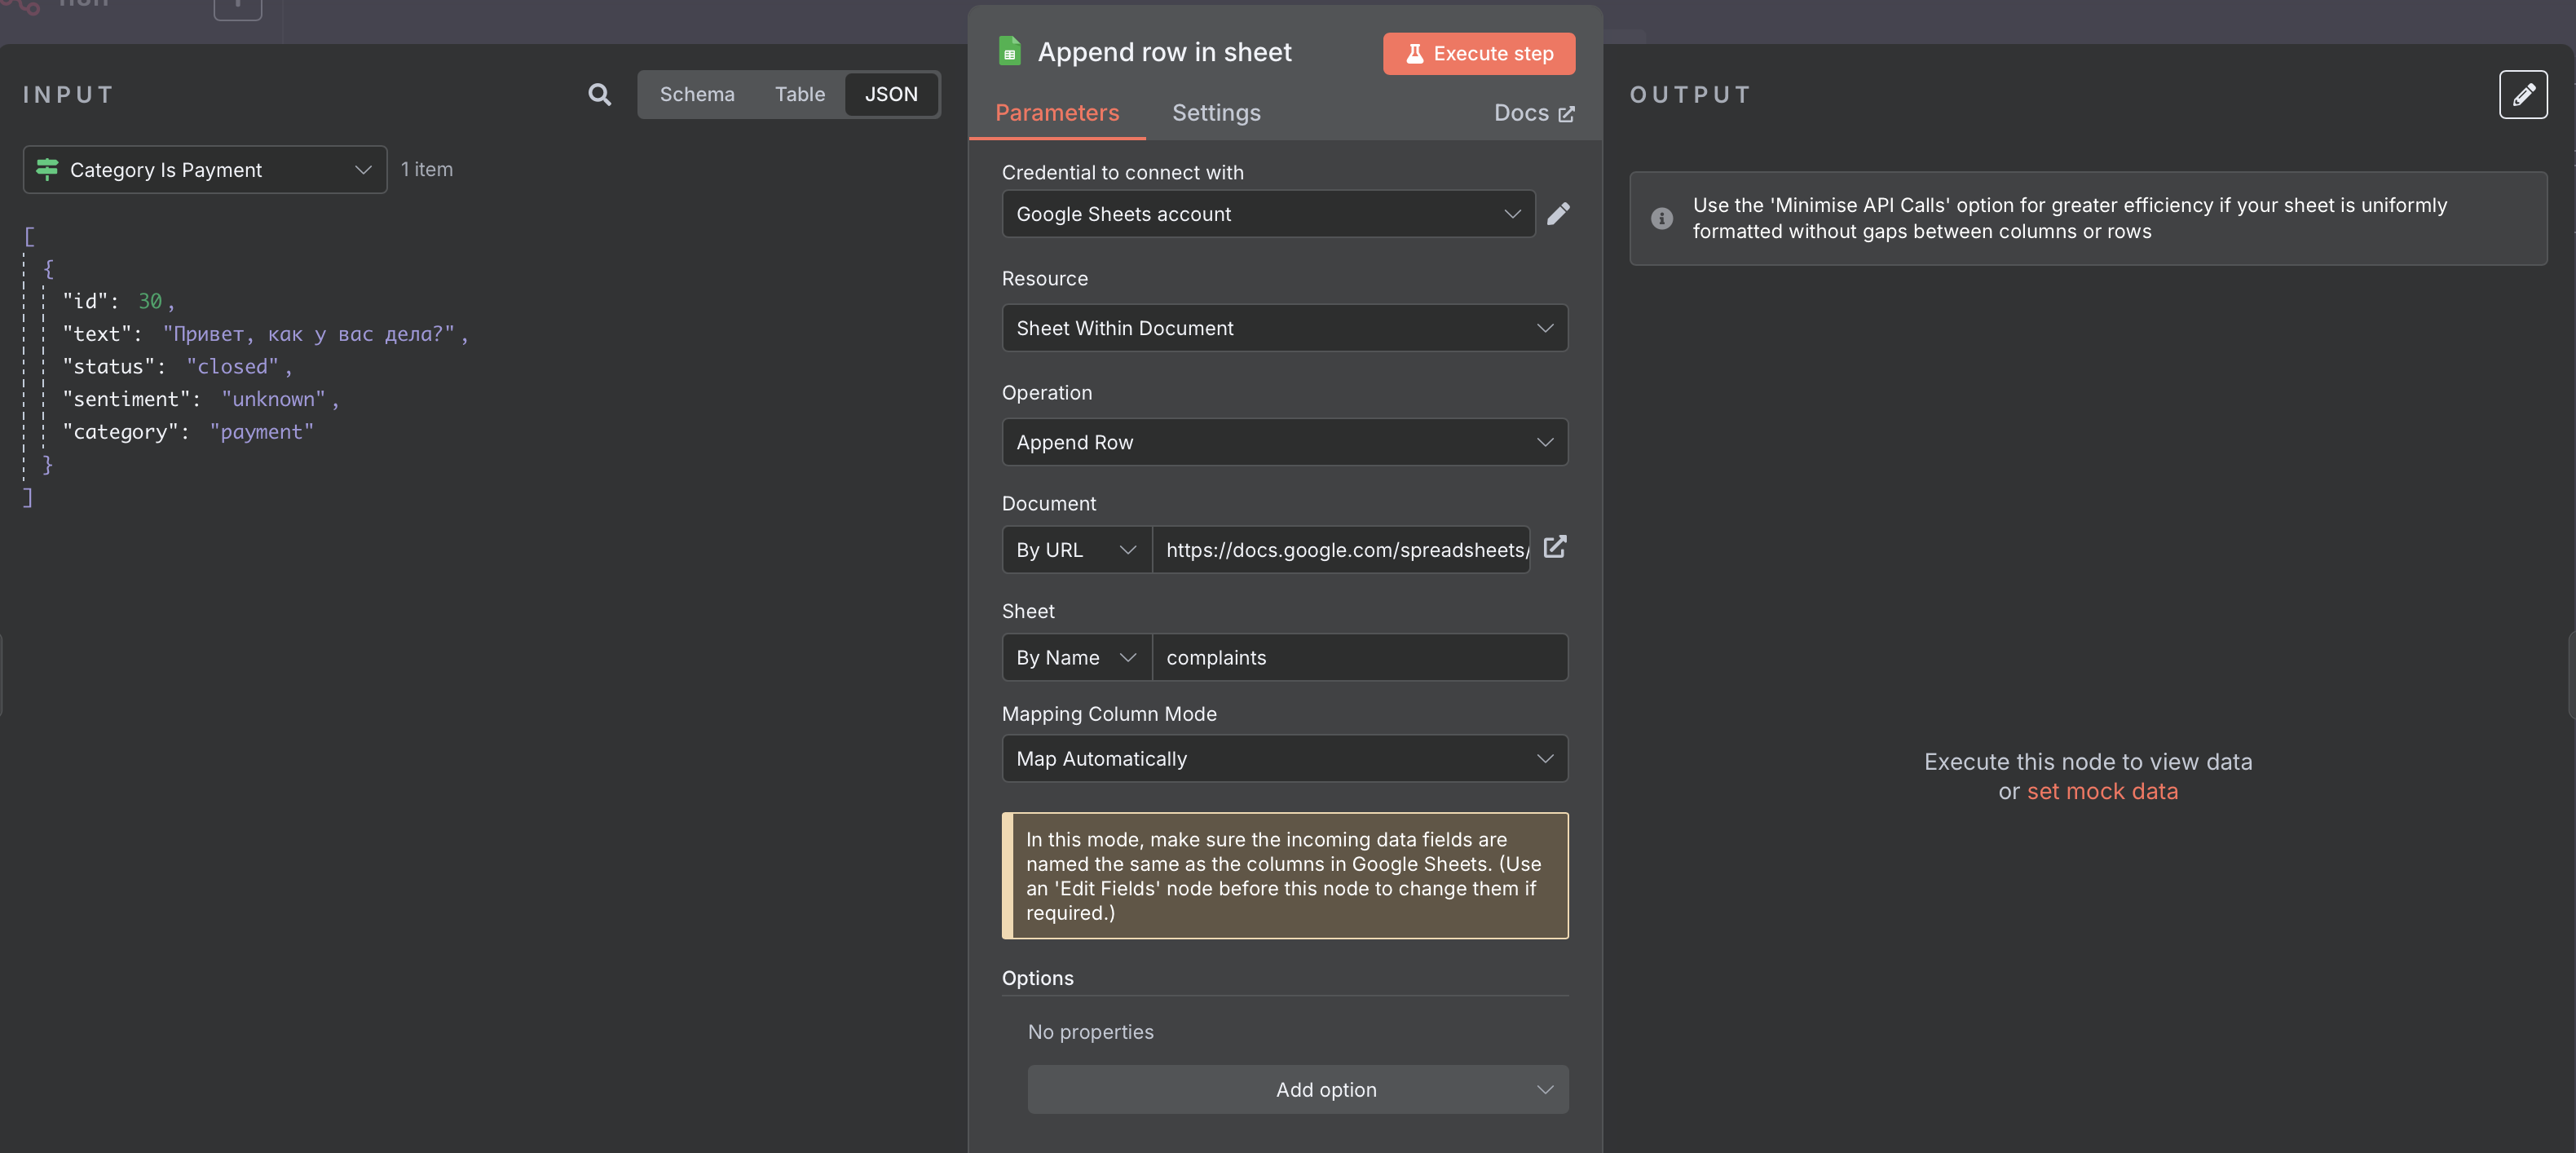 INPUT
Schema
Table
JSON
Category Is Payment
1 item
[
{
"id": 30,
"text": "Привет, как у вас дела?",
"status": "closed",
"sentiment": "unknown",
"category": "payment"
}
]
Append row in sheet
Execute step
Parameters
Settings
Docs
Credential to connect with
Google Sheets account
Resource
Sheet Within Document
Operation
Append Row
Document
By URL
https://docs.google.com/spreadsheets/
Sheet
By Name
complaints
Mapping Column Mode
Map Automatically
In this mode, make sure the incoming data fields are
named the same as the columns in Google Sheets. (Use
an 'Edit Fields' node before this node to change them if
required.)
Options
No properties
Add option
OUTPUT
Use the 'Minimise API Calls' option for greater efficiency if your sheet is uniformly
formatted without gaps between columns or rows
Execute this node to view data
or set mock data